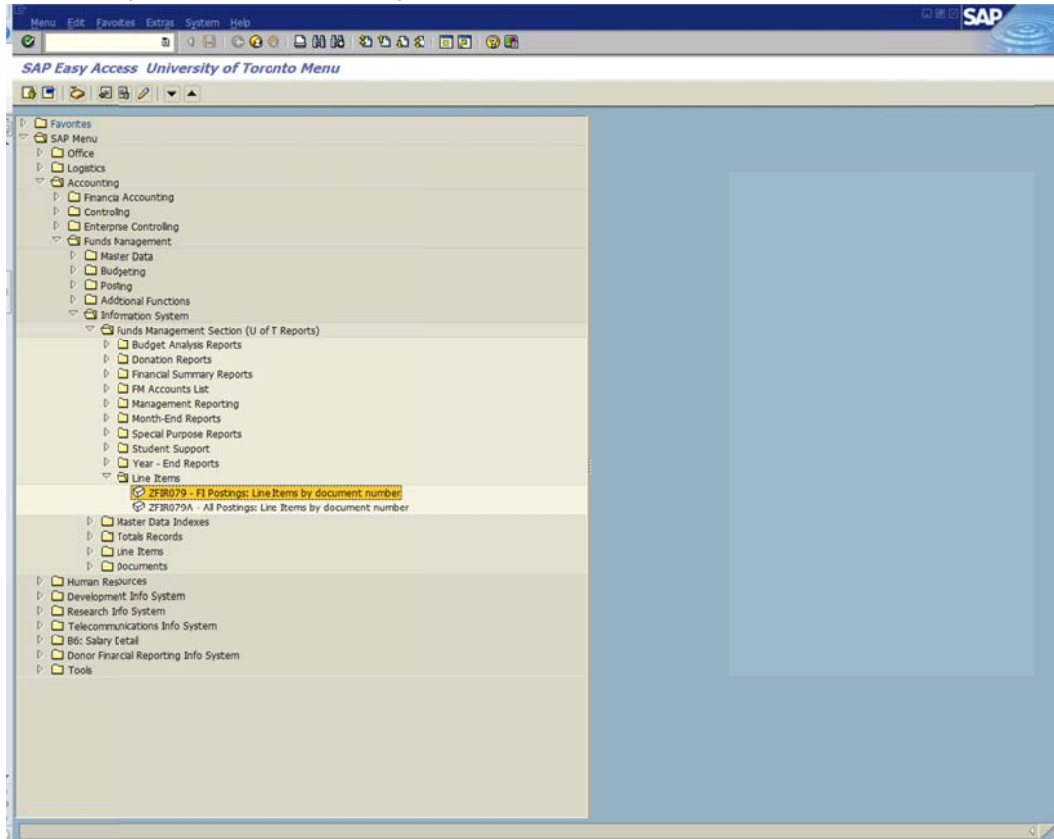 Menu Edit Favorites Extras System Help
SAP
SAP Easy Access University of Toronto Menu
Favorites
SAP Menu
Office
Logistics
Accounting
Financia Accounting
Controlng
Enterprse Controlling
Funds Management
Master Data
Budgeting
Posting
Addtional Functions
Information System
Funds Management Section (U of T Reports)
Budget Analysis Reports
Donation Reports
Financial Summary Reports
FM Accounts List
Management Reporting
Month-End Reports
Special Purpose Reports
Student Support
Year - End Reports
Line Items
ZFIR079 - FI Postings: Line Items by document number
ZFIR079A - All Postings: Line Items by document number
Master Data Indexes
Totals Records
Line Items
Documents
Human Resources
Development Info System
Research Info System
Telecommunications Info System
B6: Salary Detail
Donor Financial Reporting Info System
Tools